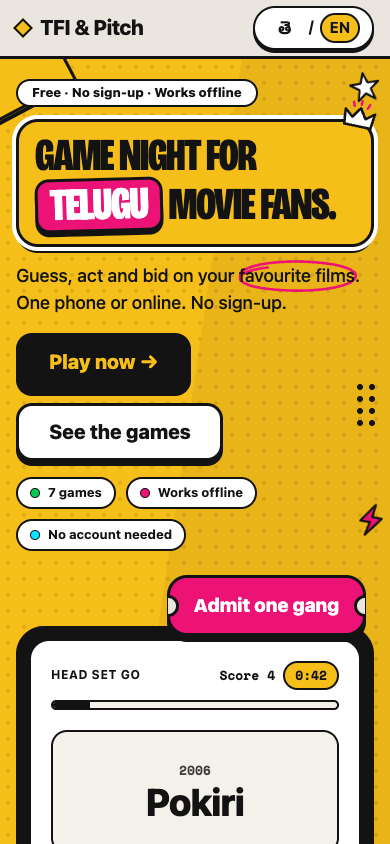 TFI & Pitch
తె / EN
Free · No sign-up · Works offline
GAME NIGHT FOR
TELUGU MOVIE FANS.
Guess, act and bid on your favourite films.
One phone or online. No sign-up.
Play now →
See the games
7 games
Works offline
No account needed
Admit one gang
HEAD SET GO
Score 4
0:42
2006
Pokiri